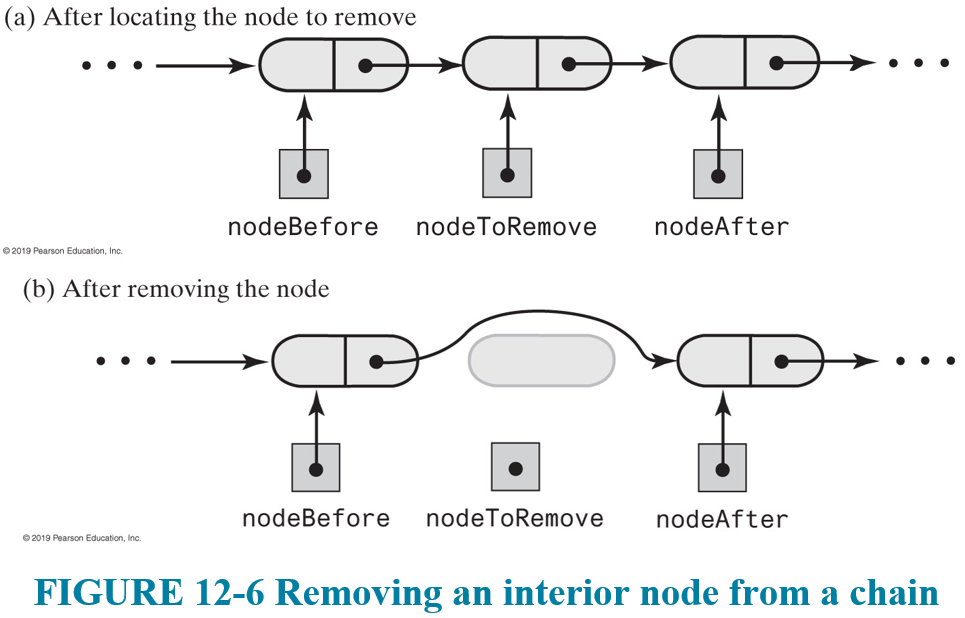 (a) After locating the node to remove
nodeBefore nodeToRemove nodeAfter
© 2019 Pearson Education, Inc.
(b) After removing the node
nodeBefore nodeToRemove nodeAfter
© 2019 Pearson Education, Inc.
FIGURE 12-6 Removing an interior node from a chain